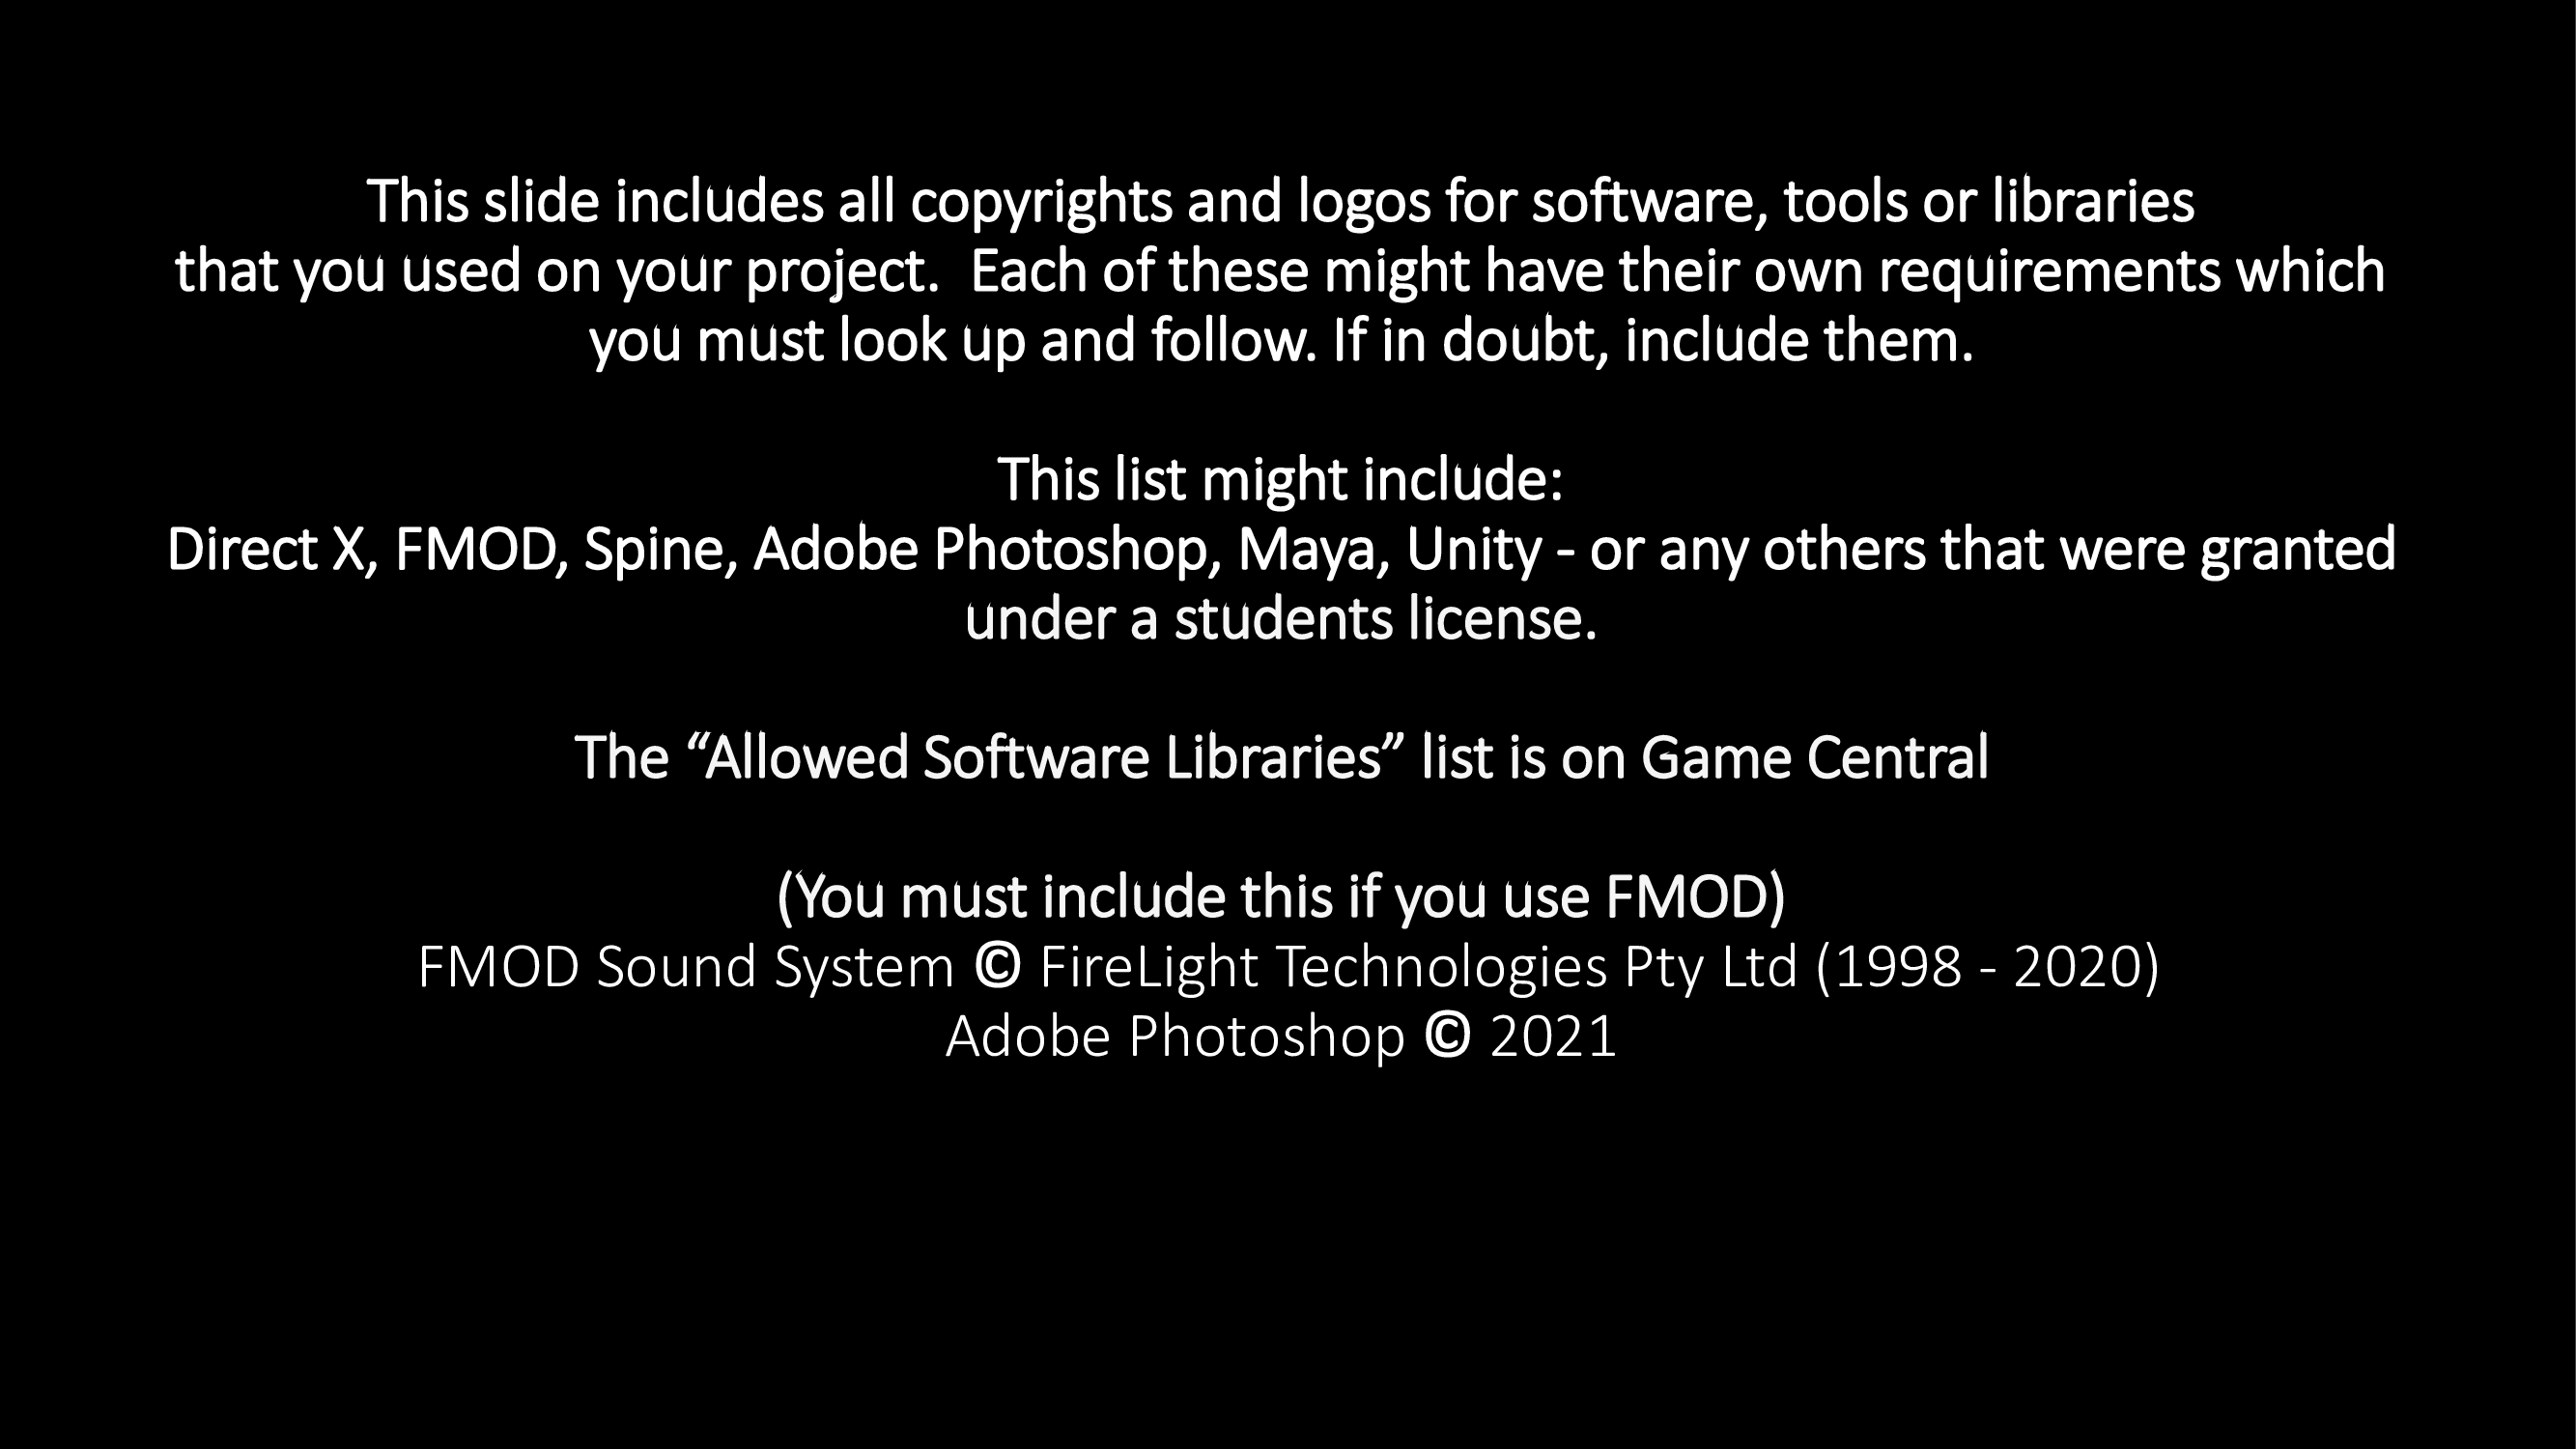 This slide includes all copyrights and logos for software, tools or libraries
that you used on your project.  Each of these might have their own requirements which
you must look up and follow. If in doubt, include them.
This list might include:
Direct X, FMOD, Spine, Adobe Photoshop, Maya, Unity - or any others that were granted
under a students license.
The “Allowed Software Libraries” list is on Game Central
(You must include this if you use FMOD)
FMOD Sound System © FireLight Technologies Pty Ltd (1998 - 2020)
Adobe Photoshop © 2021